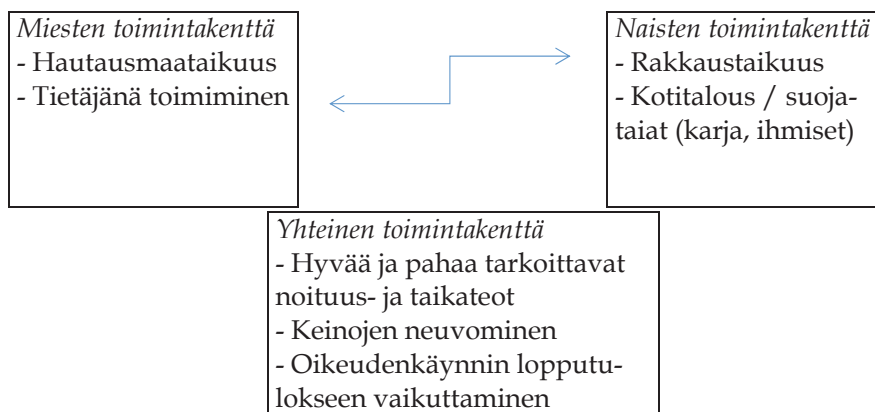 Miesten toimintakenttä
- Hautausmaataikuus
- Tietäjänä toimiminen
Naisten toimintakenttä
- Rakkaustaikuus
- Kotitalous / suoja-
taiat (karja, ihmiset)
Yhteinen toimintakenttä
- Hyvää ja pahaa tarkoittavat
noituus- ja taikateot
- Keinojen neuvominen
- Oikeudenkäynnin lopputu-
lokseen vaikuttaminen